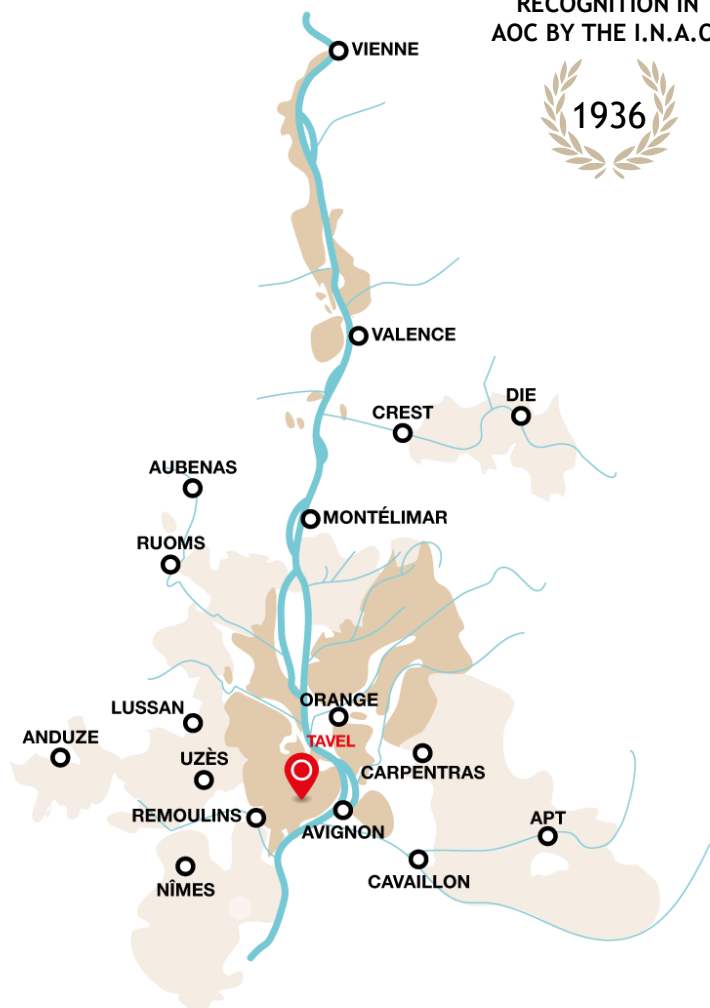 RECOGNITION IN
AOC BY THE I.N.A.O
1936
VIENNE
VALENCE
DIE
CREST
AUBENAS
MONTÉLIMAR
RUOMS
ORANGE
LUSSAN
ANDUZE
TAVEL
UZÈS
CARPENTRAS
REMOULINS
AVIGNON
APT
NÎMES
CAVAILLON